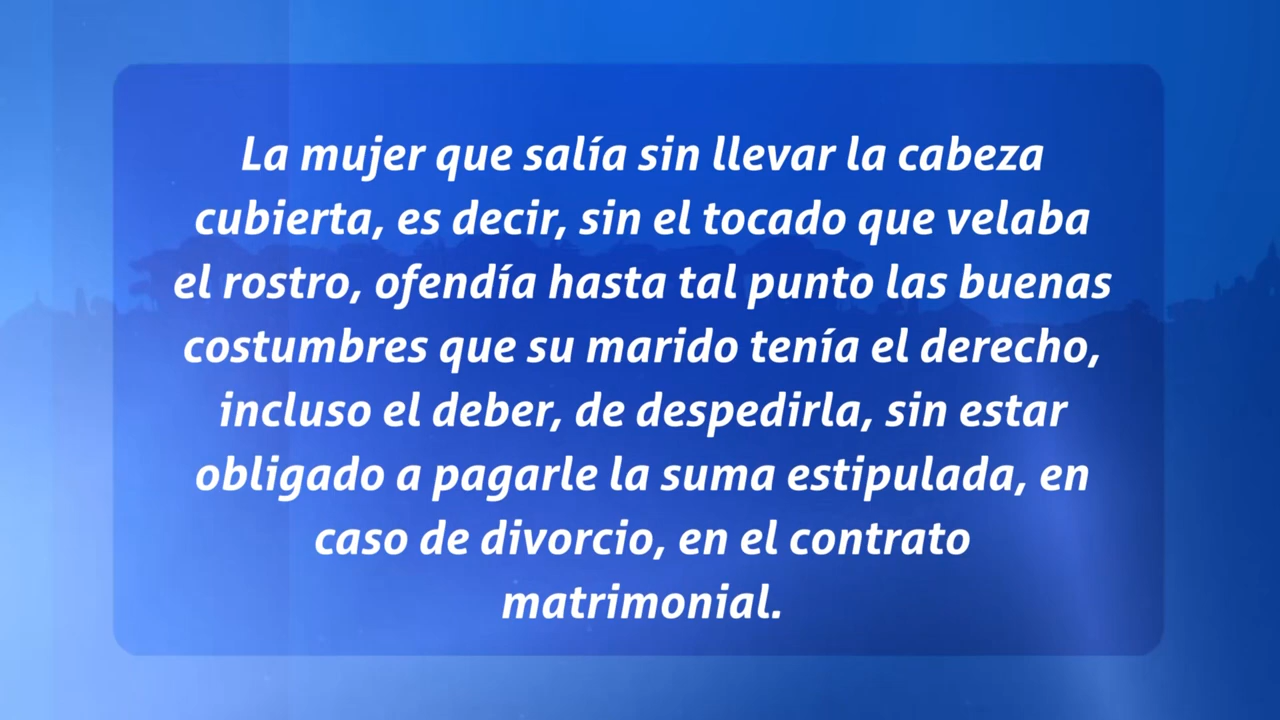 La mujer que salía sin llevar la cabeza
cubierta, es decir, sin el tocado que velaba
el rostro, ofendía hasta tal punto las buenas
costumbres que su marido tenía el derecho,
incluso el deber, de despedirla, sin estar
obligado a pagarle la suma estipulada, en
caso de divorcio, en el contrato
matrimonial.